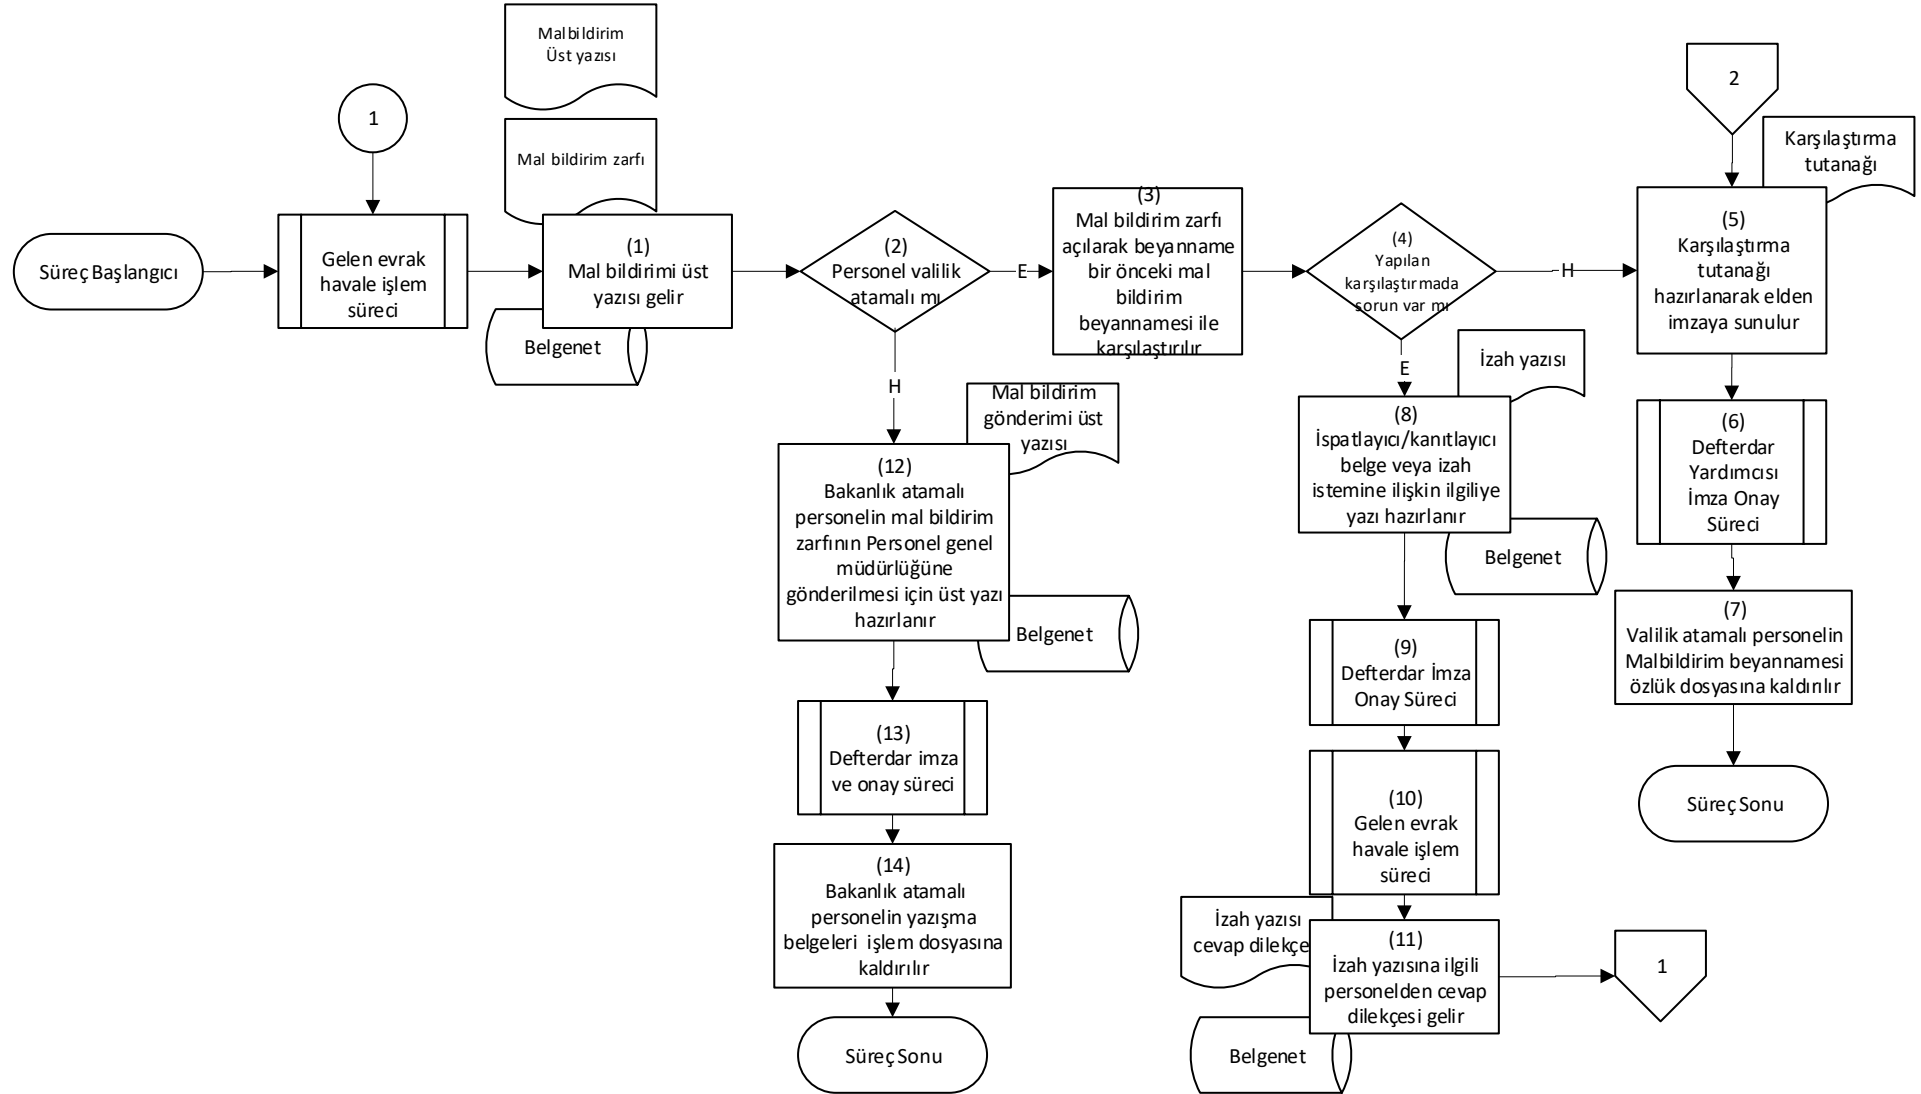 Malbildirim
Üst yazısı
1
Mal bildirim zarfı
Süreç Başlangıcı
Gelen evrak
havale işlem
süreci
(1)
Mal bildirimi üst
yazısı gelir
Belgenet
(2)
Personel valilik
atamalı mı
E
H
(3)
Mal bildirim zarfı
açılarak beyanname
bir önceki mal
bildirim
beyannamesi ile
karşılaştırılır
(4)
Yapılan
karşılaştırmada
sorun var mı
H
E
2
Karşılaştırma
tutanağı
(5)
Karşılaştırma
tutanağı
hazırlanarak elden
imzaya sunulur
(6)
Defterdar
Yardımcısı
İmza Onay
Süreci
(7)
Valilik atamalı personelin
Malbildirim beyannamesi
özlük dosyasına kaldırılır
Süreç Sonu
İzah yazısı
(8)
İspatlayıcı/kanıtlayıcı
belge veya izah
istemine ilişkin ilgiliye
yazı hazırlanır
Belgenet
(9)
Defterdar İmza
Onay Süreci
(10)
Gelen evrak
havale işlem
süreci
İzah yazısı
cevap dilekçe
(11)
İzah yazısına ilgili
personelden cevap
dilekçesi gelir
Belgenet
1
Mal bildirim
gönderimi üst
yazısı
(12)
Bakanlık atamalı
personelin mal bildirim
zarfının Personel genel
müdürlüğüne
gönderilmesi için üst yazı
hazırlanır
Belgenet
(13)
Defterdar imza
ve onay süreci
(14)
Bakanlık atamalı
personelin yazışma
belgeleri işlem dosyasına
kaldırılır
Süreç Sonu